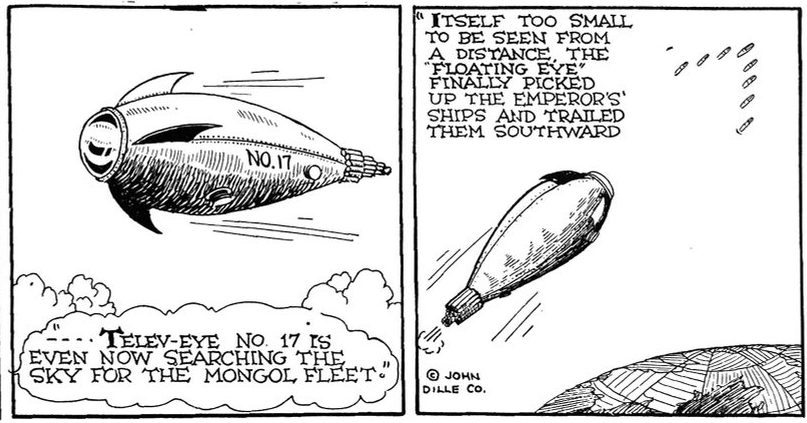 NO. 17
"---- TELEV-EYE NO. 17 IS
EVEN NOW SEARCHING THE
SKY FOR THE MONGOL FLEET."
"ITSELF TOO SMALL
TO BE SEEN FROM
A DISTANCE, THE
"FLOATING EYE"
FINALLY PICKED
UP THE EMPEROR'S
SHIPS AND TRAILED
THEM SOUTHWARD
© JOHN
DILLE CO.